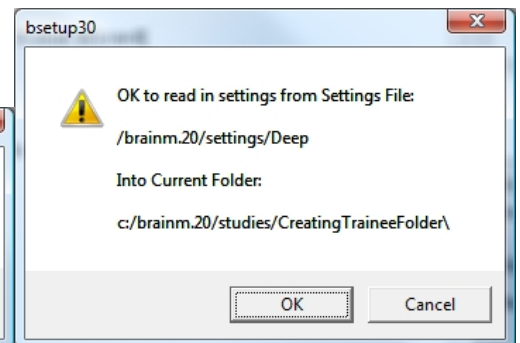 bsetup30
OK to read in settings from Settings File:
/brainm.20/settings/Deep
Into Current Folder:
c:/brainm.20/studies/CreatingTraineeFolder\
OK
Cancel